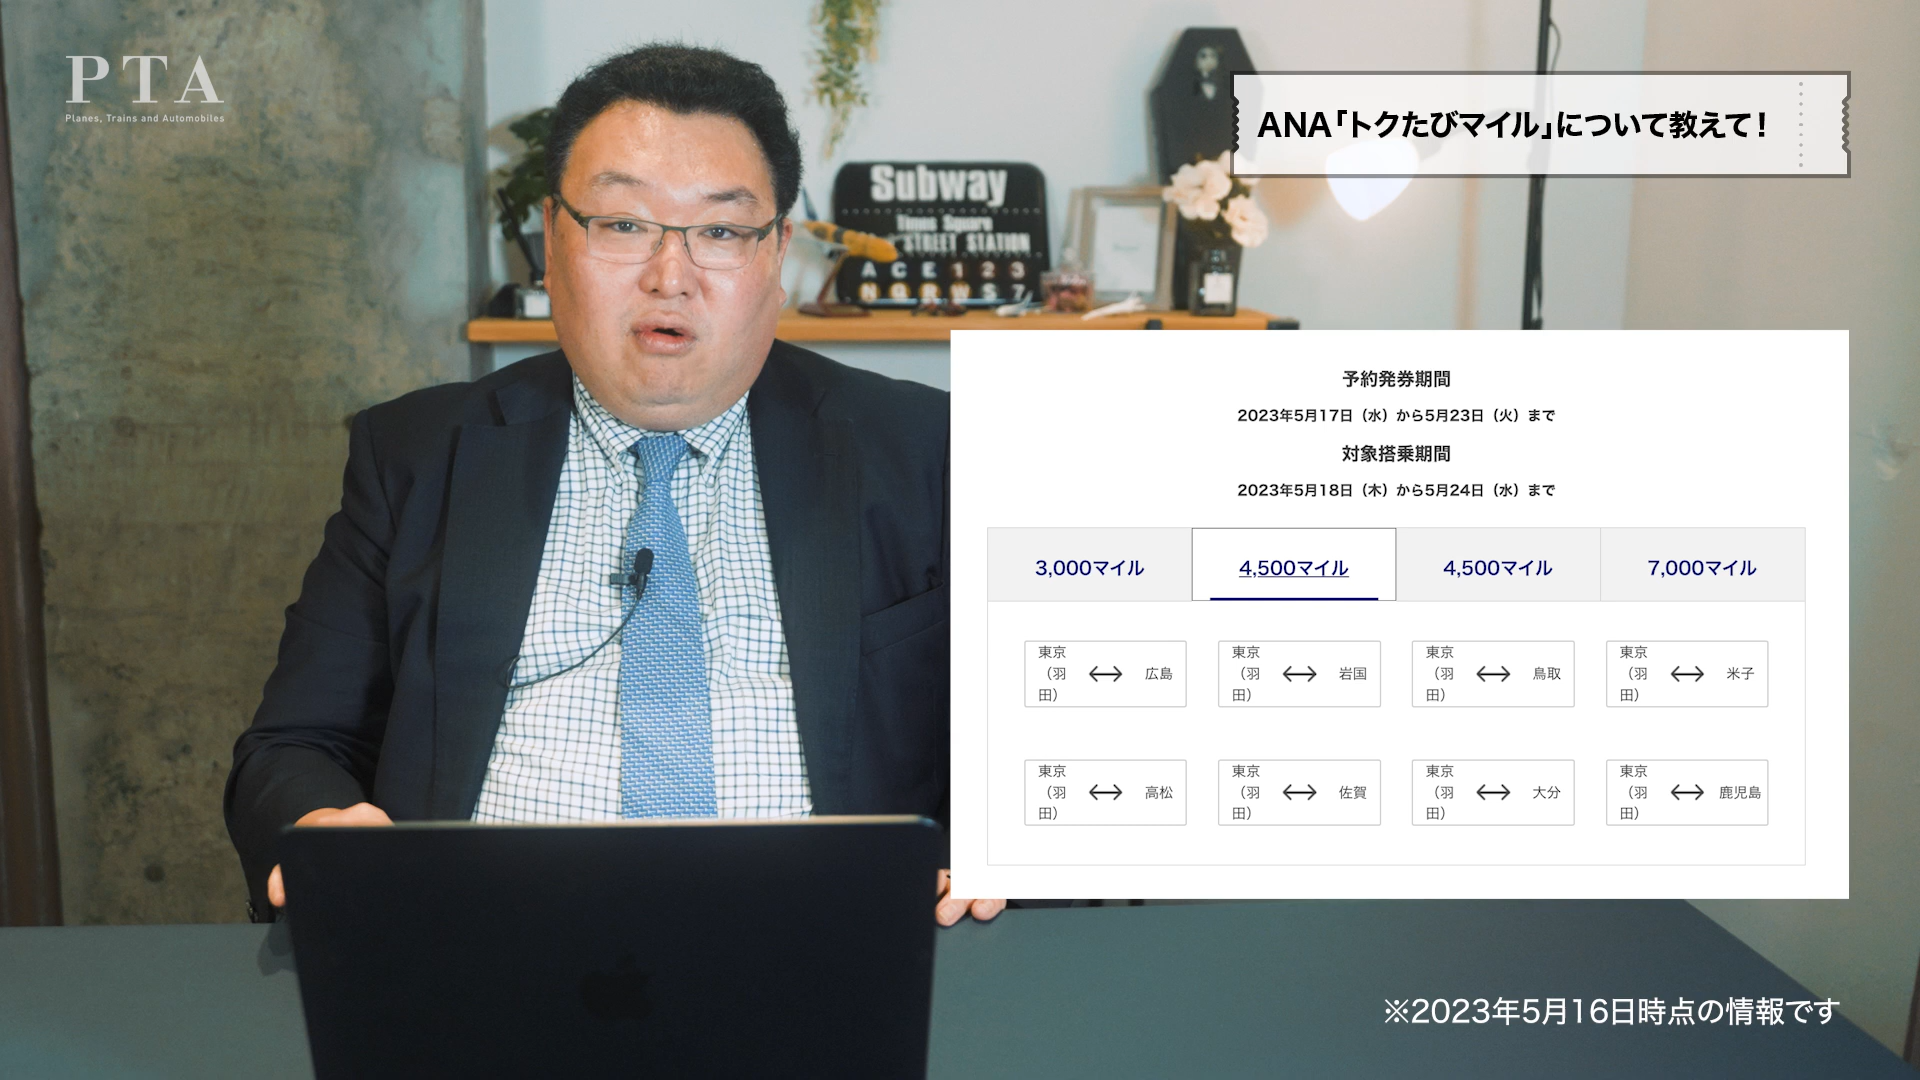 PTA
Planes, Trains and Automobiles
ANA「トクたびマイル」について教えて！
Subway
Times Square
STREET STATION
A C E 1 2 3
N Q R W S 7
予約発券期間
2023年5月17日（水）から5月23日（火）まで
対象搭乗期間
2023年5月18日（木）から5月24日（水）まで
3,000マイル
4,500マイル
4,500マイル
7,000マイル
東京（羽田） ↔ 広島
東京（羽田） ↔ 岩国
東京（羽田） ↔ 鳥取
東京（羽田） ↔ 米子
東京（羽田） ↔ 高松
東京（羽田） ↔ 佐賀
東京（羽田） ↔ 大分
東京（羽田） ↔ 鹿児島
※2023年5月16日時点の情報です